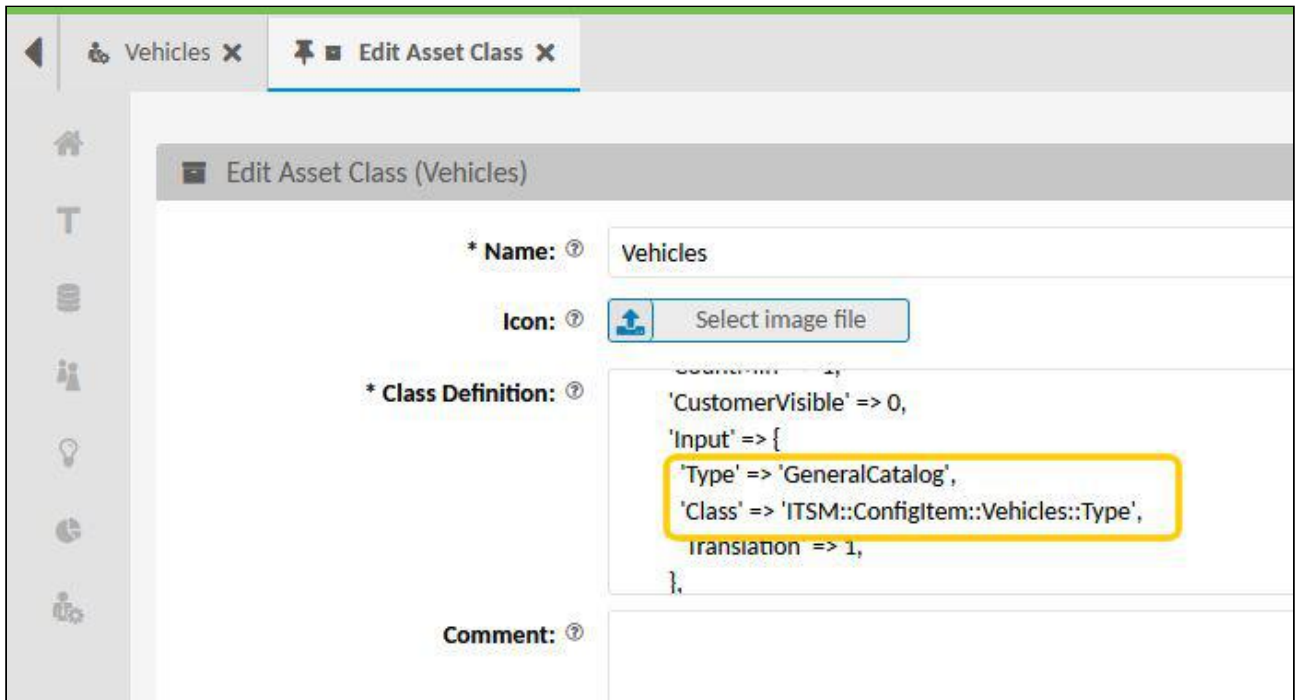 Vehicles
Edit Asset Class
Edit Asset Class (Vehicles)
* Name:
Vehicles
Icon:
Select image file
* Class Definition:
'CustomerVisible' => 0,
'Input' => {
'Type' => 'GeneralCatalog',
'Class' => 'ITSM::ConfigItem::Vehicles::Type',
'Translation' => 1,
},
Comment: